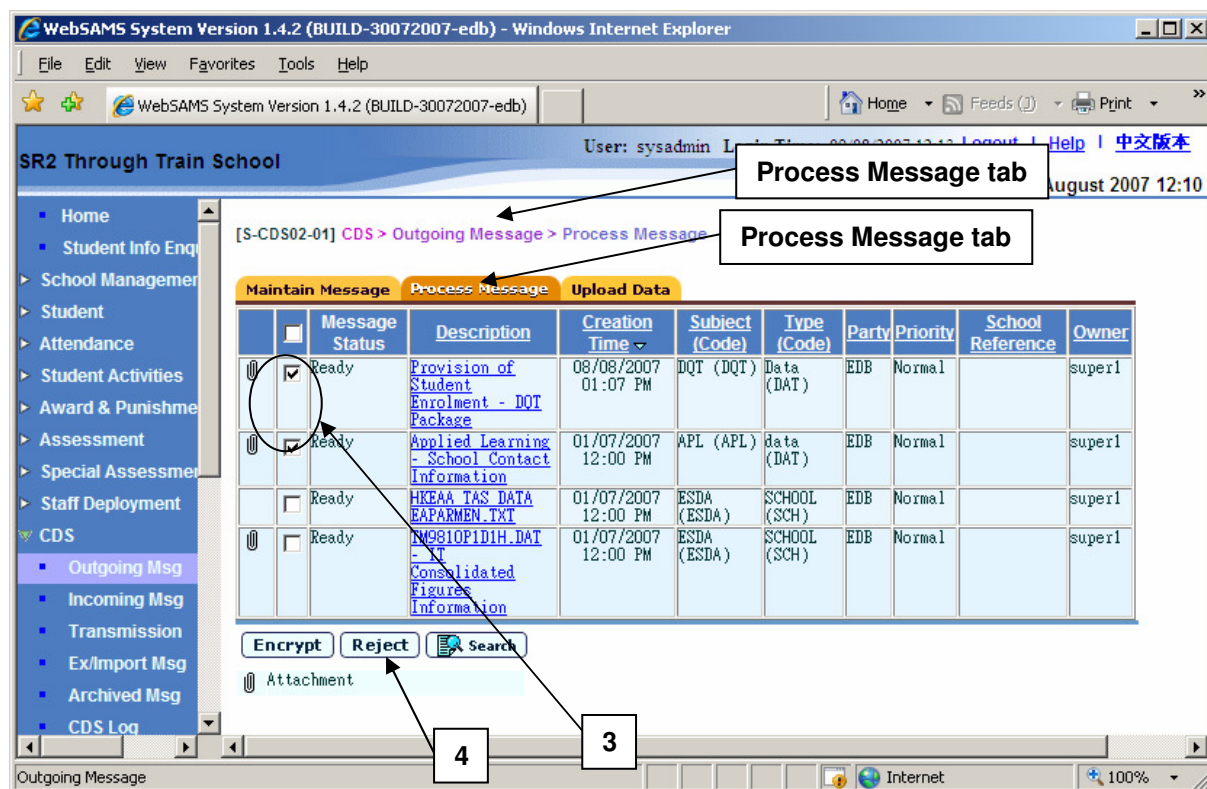 WebSAMS System Version 1.4.2 (BUILD-30072007-edb) - Windows Internet Explorer
File Edit View Favorites Tools Help
WebSAMS System Version 1.4.2 (BUILD-30072007-edb)
Home Feeds (J) Print »
SR2 Through Train School
User: sysadmin
Help | 中文版本
August 2007 12:10
Process Message tab
Process Message tab
Home
Student Info Enqu
School Managemen
Student
Attendance
Student Activities
Award & Punishme
Assessment
Special Assessmen
Staff Deployment
CDS
Outgoing Msg
Incoming Msg
Transmission
Ex/Import Msg
Archived Msg
CDS Log
[S-CDS02-01] CDS > Outgoing Message > Process Message
Maintain Message Process Message Upload Data
Message Status Description Creation Time Subject (Code) Type (Code) Party Priority School Reference Owner
Ready Provision of Student Enrolment - DQT Package 08/08/2007 01:07 PM DQT (DQT) Data (DAT) EDB Normal super1
Ready Applied Learning - School Contact Information 01/07/2007 12:00 PM APL (APL) data (DAT) EDB Normal super1
Ready HKEAA TAS DATA EAPARMEN.TXT 01/07/2007 12:00 PM ESDA (ESDA) SCHOOL (SCH) EDB Normal super1
Ready TM9810P1D1H.DAT - IT Consolidated Figures Information 01/07/2007 12:00 PM ESDA (ESDA) SCHOOL (SCH) EDB Normal super1
Encrypt Reject Search
Attachment
3
4
Outgoing Message Internet 100%